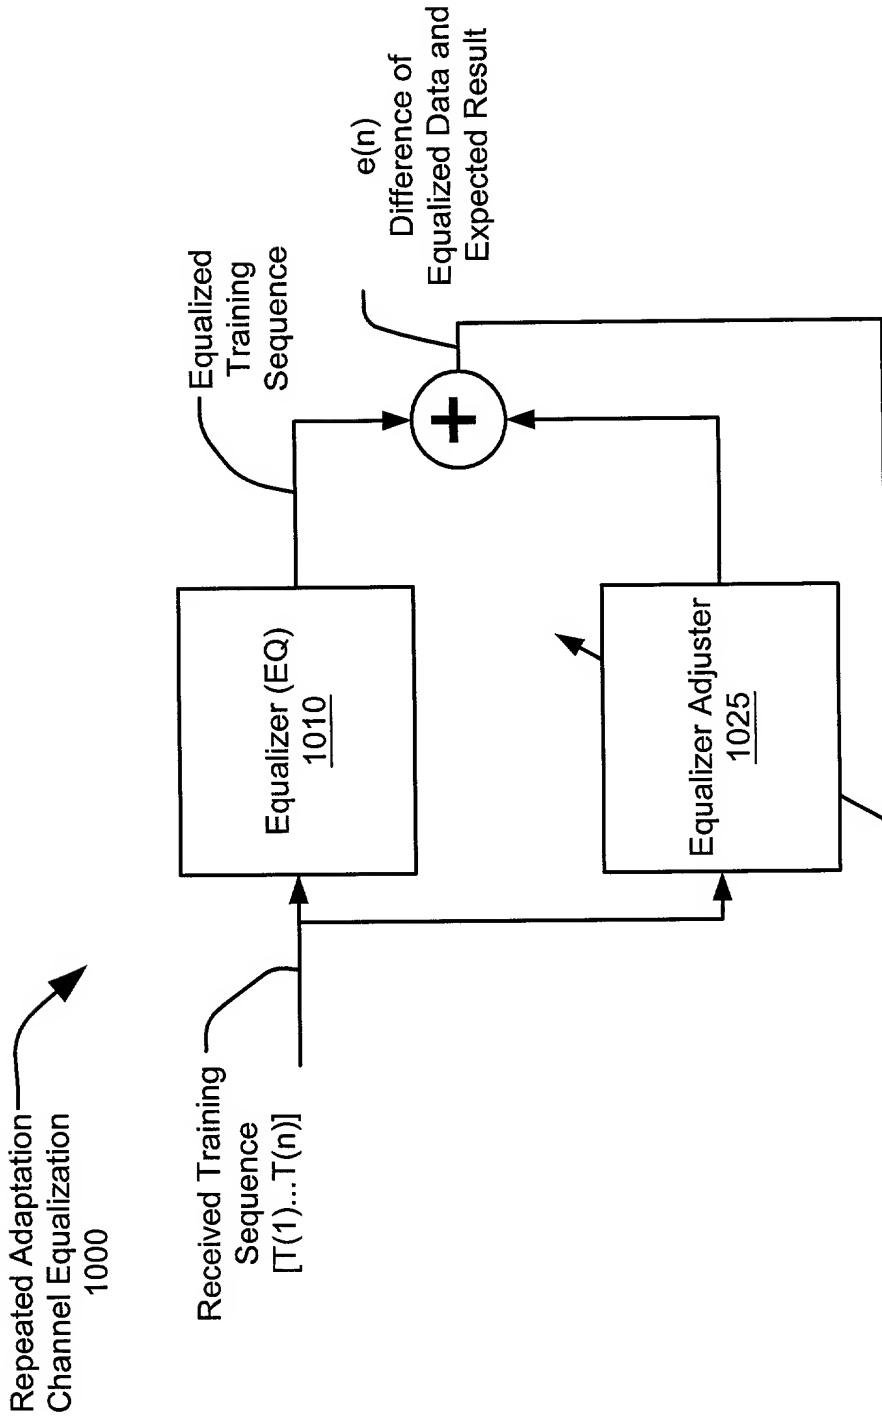 Repeated Adaptation
Channel Equalization
1000
Received Training
Sequence
[T(1)...T(n)]
Equalizer (EQ)
1010
Equalized
Training
Sequence
e(n)
Difference of
Equalized Data and
Expected Result
+
Equalizer Adjuster
1025